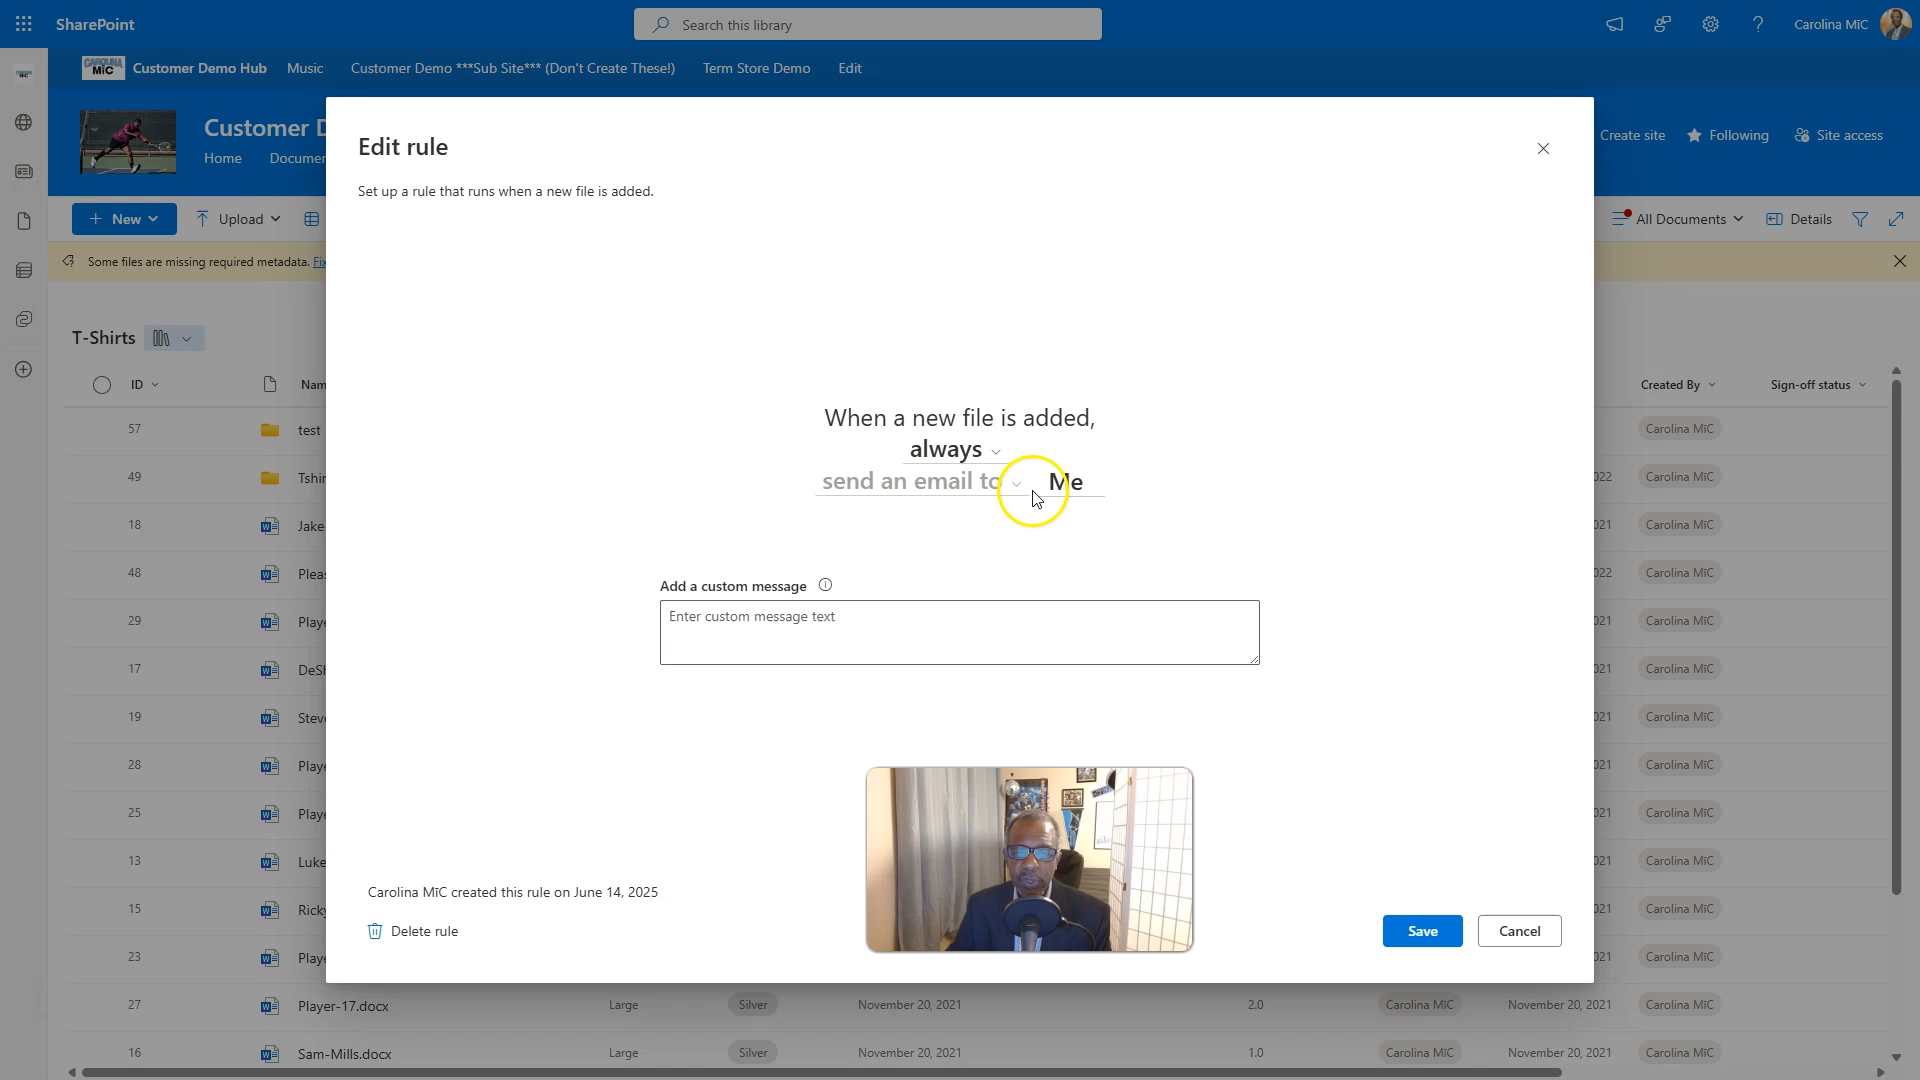 SharePoint
Search this library
Carolina MIC
CAROLINA
MIC
Customer Demo Hub
Music
Customer Demo ***Sub Site*** (Don't Create These!)
Term Store Demo
Edit
Customer D
Home
Documen
Create site
Following
Site access
New
Upload
All Documents
Details
Some files are missing required metadata. Fix
T-Shirts
ID
Nam
Created By
Sign-off status
Edit rule
Set up a rule that runs when a new file is added.
When a new file is added,
always
send an email to
Me
Add a custom message
Enter custom message text
Carolina MIC created this rule on June 14, 2025
Delete rule
Save
Cancel
57
test
Carolina MIC
49
Tshir
022
Carolina MIC
18
Jake-
021
Carolina MIC
48
Pleas
022
Carolina MIC
29
Playe
021
Carolina MIC
17
DeSh
021
Carolina MIC
19
Steve
021
Carolina MIC
28
Playe
021
Carolina MIC
25
Playe
021
Carolina MIC
13
Luke
021
Carolina MIC
15
Ricky
021
Carolina MIC
23
Playe
021
Carolina MIC
27
Player-17.docx
Large
Silver
November 20, 2021
2.0
Carolina MIC
November 20, 2021
Carolina MIC
16
Sam-Mills.docx
Large
Silver
November 20, 2021
1.0
Carolina MIC
November 20, 2021
Carolina MIC